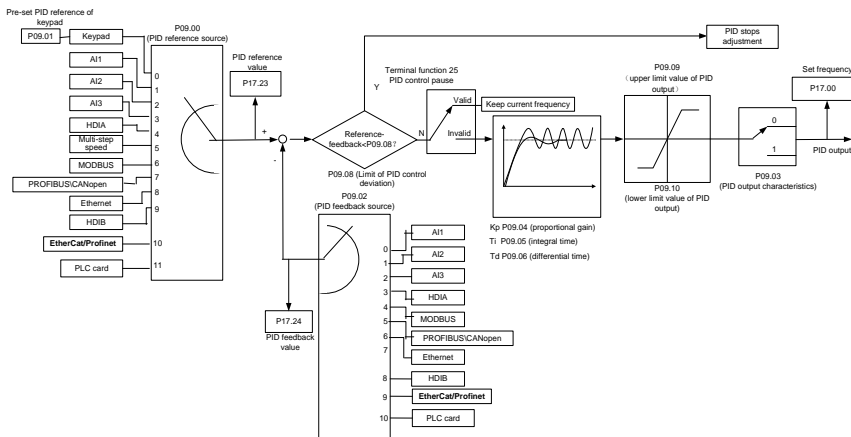 Pre-set PID reference of
keypad
P09.01
Keypad
AI1
AI2
AI3
HDIA
Multi-step
speed
MODBUS
PROFIBUS\CANopen
Ethernet
HDIB
EtherCat/Profinet
PLC card
P09.00
(PID reference source)
0
1
2
3
4
5
6
7
8
9
10
11
PID reference
value
P17.23
+
-
P17.24
PID feedback
value
Reference-
feedback<P09.08?
Y
N
P09.08 (Limit of PID control
deviation)
P09.02
(PID feedback source)
0
1
2
3
4
5
6
7
8
9
10
AI1
AI2
AI3
HDIA
MODBUS
PROFIBUS\CANopen
Ethernet
HDIB
EtherCat/Profinet
PLC card
Terminal function 25
PID control pause
Valid
Invalid
Keep current frequency
PID stops
adjustment
Kp P09.04 (proportional gain)
Ti P09.05 (integral time)
Td P09.06 (differential time)
P09.09
(upper limit value of PID
output)
P09.10
(lower limit value of PID
output)
0
1
P09.03
(PID output characteristics)
Set frequency
P17.00
PID output